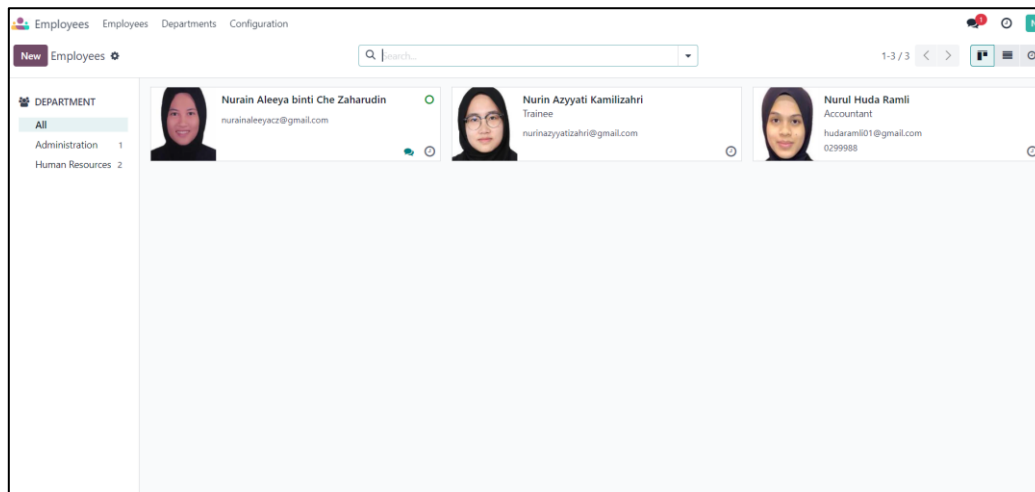 Employees Employees Departments Configuration 1
New Employees Search... 1-3 / 3
DEPARTMENT
All
Administration 1
Human Resources 2
Nurain Aleeya binti Che Zaharudin
nurainaleeyacz@gmail.com
Nurin Azyyati Kamilizahri
Trainee
nurinazyyatizahri@gmail.com
Nurul Huda Ramli
Accountant
hudaramli01@gmail.com
0299988